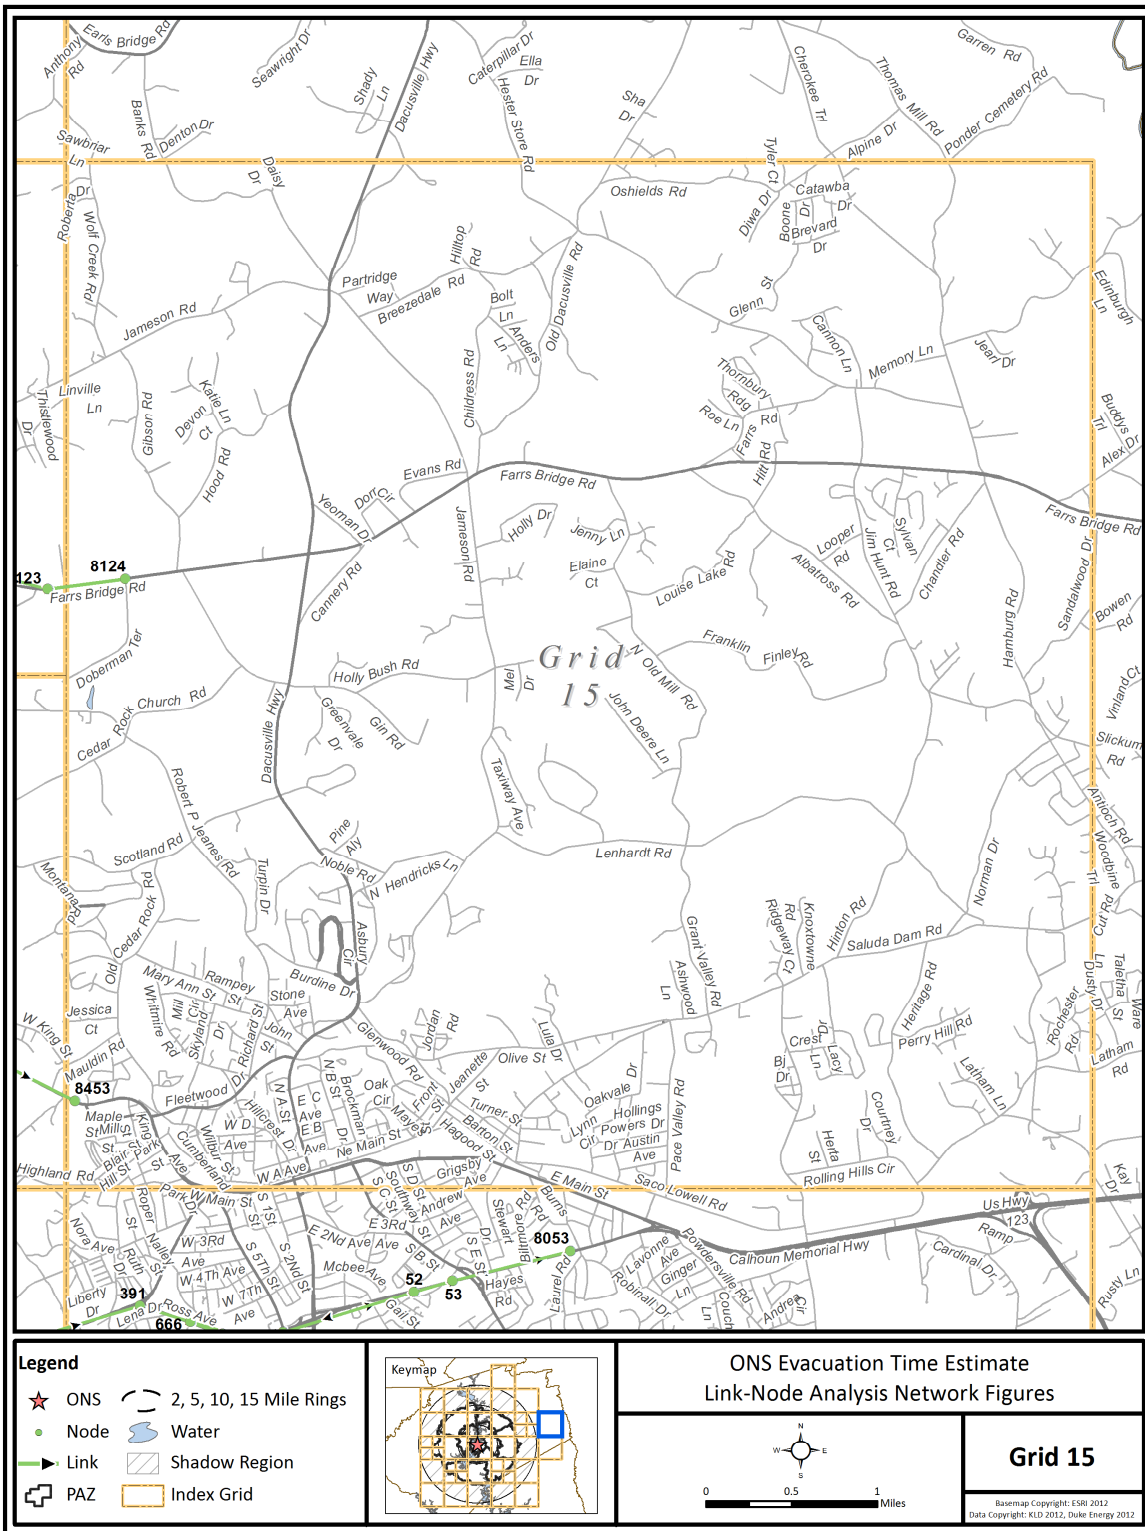 Earls Bridge Rd
Anthony Rd
Seawright Dr
Shady Ln
Dacusville Hwy
Caterpillar Dr
Ella Dr
Hester Store Rd
Sha Dr
Cherokee Trl
Thomas Mill Rd
Garren Rd
Ponder Cemetery Rd
Banks Rd
Denton Dr
Sawbriar Ln
Daisy Dr
Alpine Dr
Tyler Ct
Roberta Dr
Wolf Creek Rd
Oshields Rd
Diwa Dr
Boone Dr
Catawba Dr
Brevard Dr
Hilltop Rd
Partridge Way
Breezedale Rd
Bolt Ln
Anders Ln
Old Dacusville Rd
Glenn St
Edinburgh Ln
Jameson Rd
Cannon Ln
Memory Ln
Jearl Dr
Linville Ln
Thistlewood Dr
Gibson Rd
Devon Ct
Katie Ln
Hood Rd
Childress Rd
Thornbury Rdg
Roe Ln
Farrs Rd
Hitt Rd
Buddys Trl
Alex Dr
Evans Rd
Farrs Bridge Rd
Dorr Cir
Yeoman Dr
Jameson Rd
Holly Dr
Jenny Ln
Elaino Ct
Louise Lake Rd
Looper Rd
Albatross Rd
Jim Hunt Rd
Sylvan Ct
Chandler Rd
Farrs Bridge Rd
Sandalwood Dr
Bowen Rd
Hamburg Rd
123
8124
Farrs Bridge Rd
Cannery Rd
Doberman Ter
Franklin
Finley Rd
Grid
15
N Old Mill Rd
Holly Bush Rd
Mel Dr
Church Rd
Cedar Rock
Dacusville Hwy
Greenvale Dr
Gin Rd
John Deere Ln
Vinland Ct
Slickum Rd
Robert P Jeanes Rd
Taxiway Ave
Antioch Rd
Woodbine Trl
Scotland Rd
Pine Aly
Noble Rd
N Hendricks Ln
Lenhardt Rd
Norman Dr
Montana Rd
Turpin Dr
Cut Rd
Old Cedar Rock Rd
Asbury Cir
Ridgeway Ct
Rd
Knoxtowne
Hinton Rd
Saluda Dam Rd
Grant Valley Rd
Ashwood Ln
Mary Ann St
Rampey St
Burdine Dr
Stone Ave
Ln
Dusty Dr
Taletha St
Ware
Jessica Ct
Whitmire Rd
Mill Cir
Skyland Dr
Richard St
John St
Glenwood Rd
Jordan Rd
Lula Dr
Olive St
Heritage Rd
Perry Hill Rd
Rochester Rd
Latham Rd
W King St
Mauldin Rd
Crest Ln
Jd
Lacy
Bj Dr
Latham Ln
8453
Fleetwood Dr
N A St
N B St
Brockman Dr
Oak Cir
Mayes St
Front St
Jeanette St
Turner St
Oakvale Dr
Hollings
Powers Dr
Lynn Cir
Dr Austin Ave
Pace Valley Rd
Courtney Dr
Herta St
Maple St
Mill St
King St
Blair St
Hill St
Park Ave
Cumberland
Wilbur St
W D Ave
Hillcrest Dr
E C Ave
E B Ave
Ne Main St
Hagood St
Barton St
Highland Rd
W A Ave
Grigsby Ave
E Main St
Saco Lowell Rd
Rolling Hills Cir
Kay Dr
Us Hwy 123
Ramp
Roper St
Park Dr
W Main St
S 1St St
S C St
S D St
Southway St
Andrew Ave
Stewart Dr
Biltmore Rd
Burns Rd
8053
Nora Ave
Ruth Dr
Nalley
W 3Rd Ave
W 4Th Ave
W 7Th Ave
S 5Th St
S 2Nd St
E 2Nd Ave
E 3Rd Ave
Mcbee Ave
S B St
S E St
Hayes Rd
Laurel Rd
Lavonne Ave
Ginger Ln
Robinall Dr
Powdersville Rd
Calhoun Memorial Hwy
Cardinal Dr
Rusty Ln
Couch Ln
Andrea Cir
Liberty Dr
391
Lena Dr
Ross Ave
666
52
53
Gail St
Legend
ONS
2, 5, 10, 15 Mile Rings
Node
Water
Link
Shadow Region
PAZ
Index Grid
Keymap
ONS Evacuation Time Estimate
Link-Node Analysis Network Figures
N
W E
S
0 0.5 1
Miles
Grid 15
Basemap Copyright: ESRI 2012
Data Copyright: KLD 2012, Duke Energy 2012